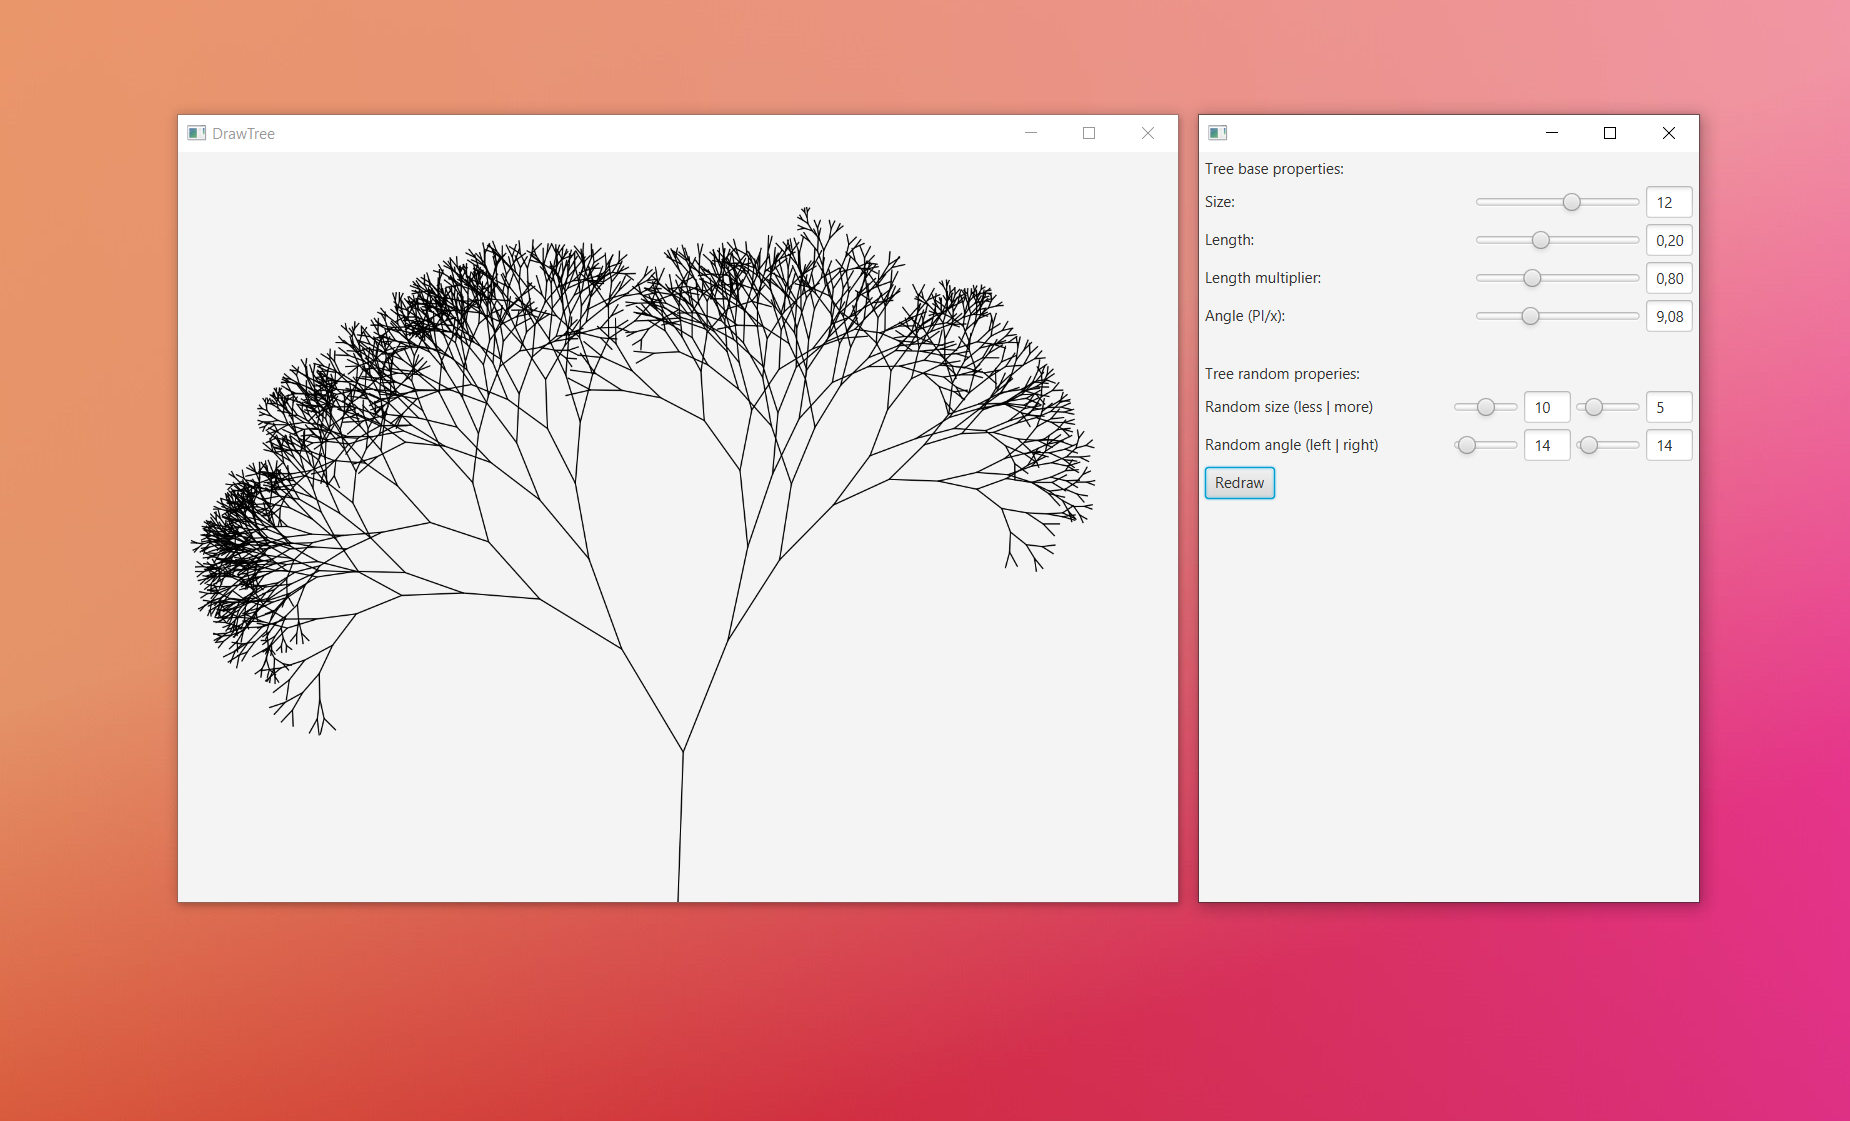 DrawTree
Tree base properties:
Size: 12
Length: 0,20
Length multiplier: 0,80
Angle (PI/x): 9,08
Tree random properies:
Random size (less | more) 10 5
Random angle (left | right) 14 14
Redraw